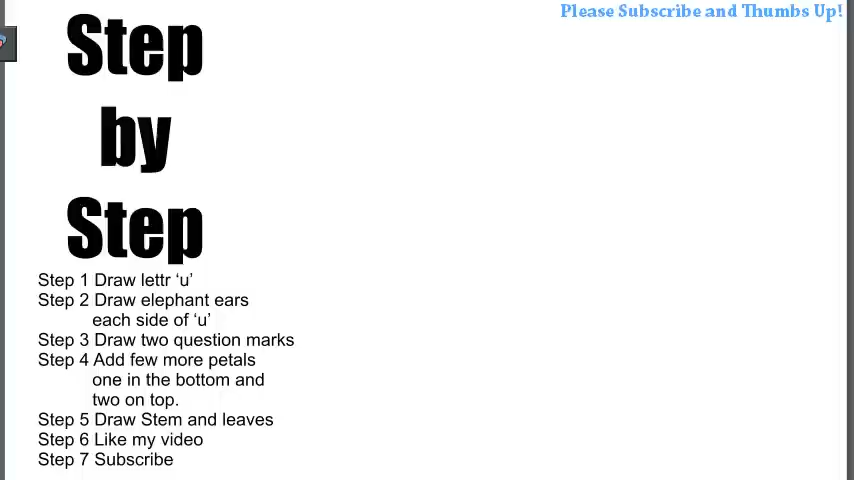 Please Subscribe and Thumbs Up!
Step
by
Step
Step 1 Draw lettr ‘u’
Step 2 Draw elephant ears
each side of ‘u’
Step 3 Draw two question marks
Step 4 Add few more petals
one in the bottom and
two on top.
Step 5 Draw Stem and leaves
Step 6 Like my video
Step 7 Subscribe